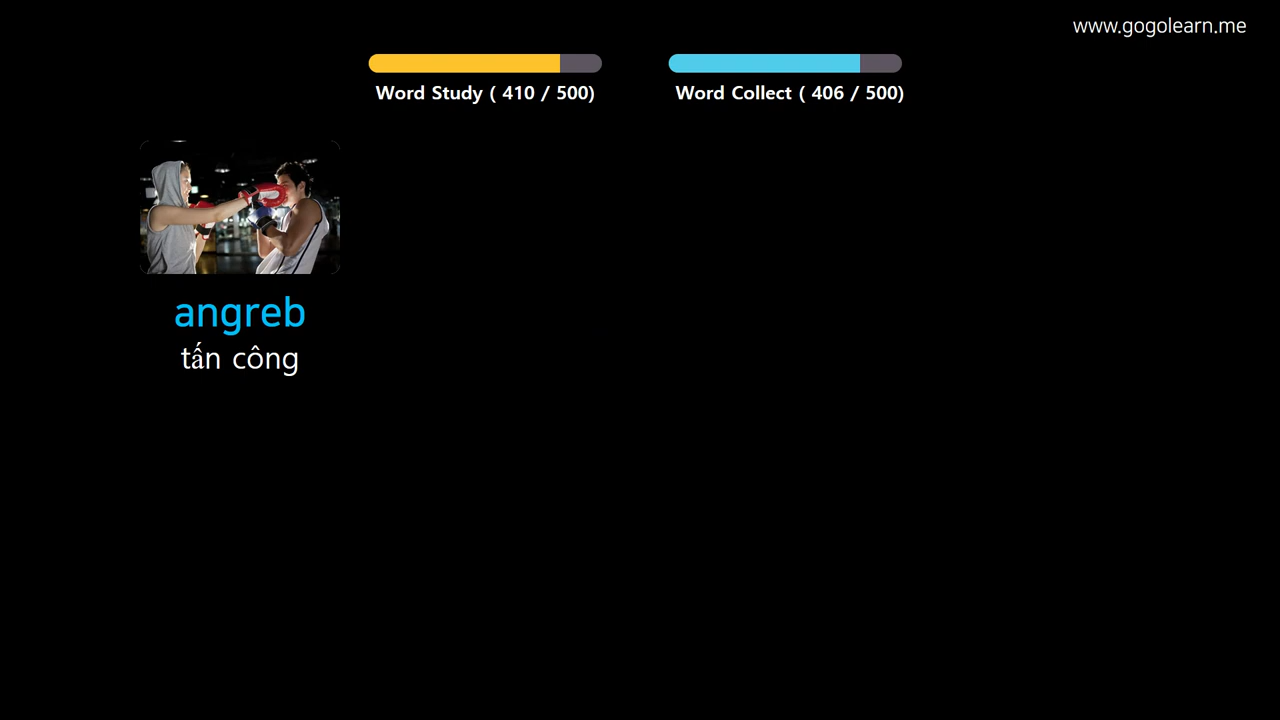 www.gogolearn.me
Word Study ( 410 / 500)
Word Collect ( 406 / 500)
angreb
tấn công